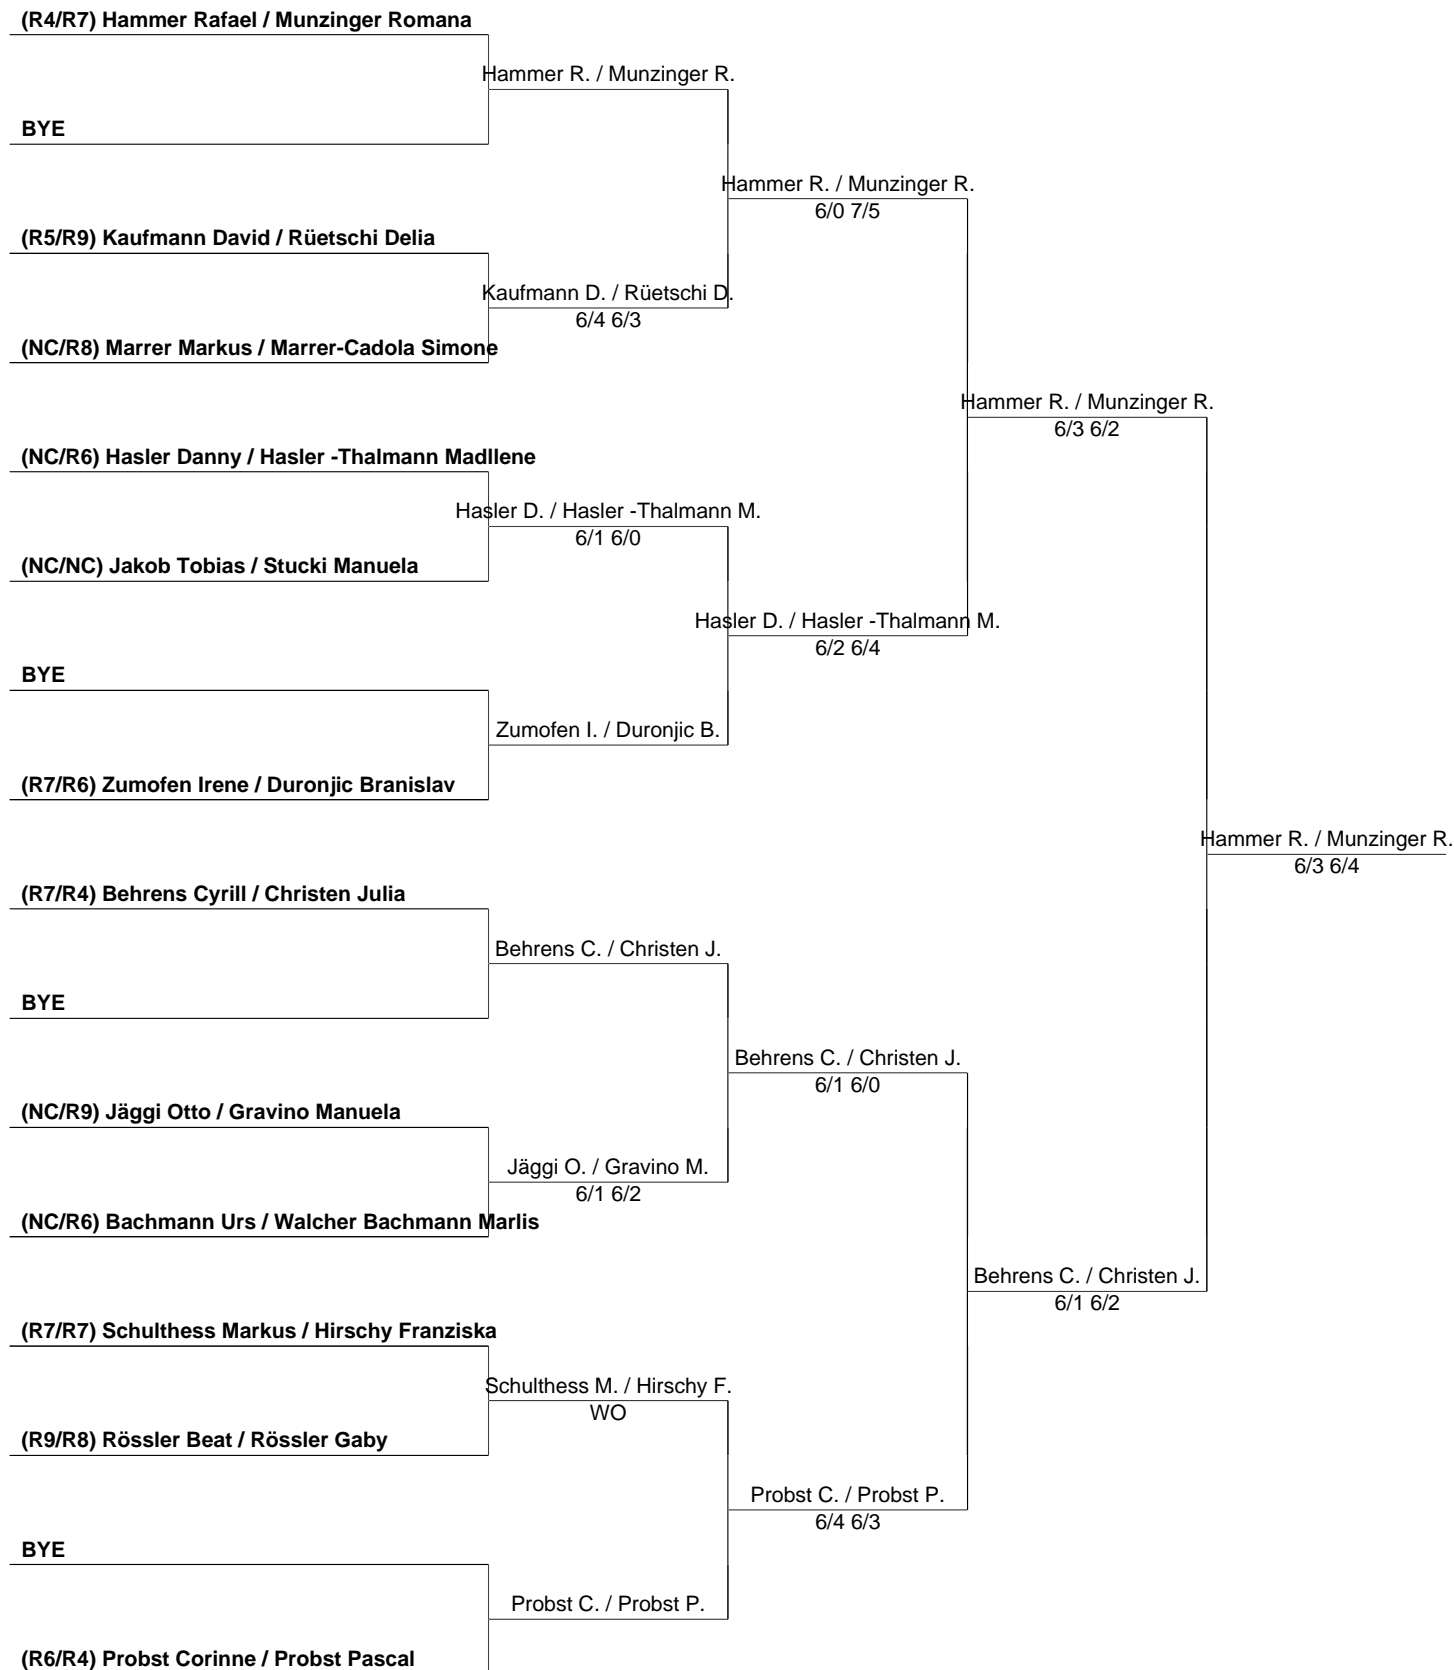 (R4/R7) Hammer Rafael / Munzinger Romana
Hammer R. / Munzinger R.
BYE
Hammer R. / Munzinger R.
6/0 7/5
(R5/R9) Kaufmann David / Rüetschi Delia
Kaufmann D. / Rüetschi D.
6/4 6/3
(NC/R8) Marrer Markus / Marrer-Cadola Simone
Hammer R. / Munzinger R.
6/3 6/2
(NC/R6) Hasler Danny / Hasler -Thalmann Madllene
Hasler D. / Hasler -Thalmann M.
6/1 6/0
(NC/NC) Jakob Tobias / Stucki Manuela
Hasler D. / Hasler -Thalmann M.
6/2 6/4
BYE
Zumofen I. / Duronjic B.
(R7/R6) Zumofen Irene / Duronjic Branislav
Hammer R. / Munzinger R.
6/3 6/4
(R7/R4) Behrens Cyrill / Christen Julia
Behrens C. / Christen J.
BYE
Behrens C. / Christen J.
6/1 6/0
(NC/R9) Jäggi Otto / Gravino Manuela
Jäggi O. / Gravino M.
6/1 6/2
(NC/R6) Bachmann Urs / Walcher Bachmann Marlis
Behrens C. / Christen J.
6/1 6/2
(R7/R7) Schulthess Markus / Hirschy Franziska
Schulthess M. / Hirschy F.
WO
(R9/R8) Rössler Beat / Rössler Gaby
Probst C. / Probst P.
6/4 6/3
BYE
Probst C. / Probst P.
(R6/R4) Probst Corinne / Probst Pascal